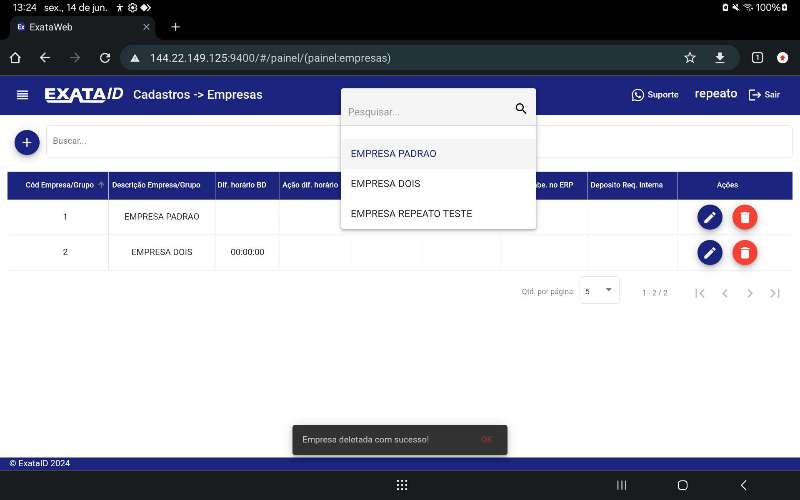 13:24 sex., 14 de jun. 100%
ExataWeb
144.22.149.125:9400/#/painel/(painel:empresas)
1
EXATAID Cadastros -> Empresas
Suporte repeato Sair
Pesquisar...
Buscar...
EMPRESA PADRAO
EMPRESA DOIS
EMPRESA REPEATO TESTE
Cód Empresa/Grupo Descrição Empresa/Grupo Dif. horário BD Ação dif. horário no ERP Deposito Req. Interna Ações
1 EMPRESA PADRAO
2 EMPRESA DOIS 00:00:00
Qtd. por página: 5 1 - 2 / 2
Empresa deletada com sucesso! OK
© ExataID 2024